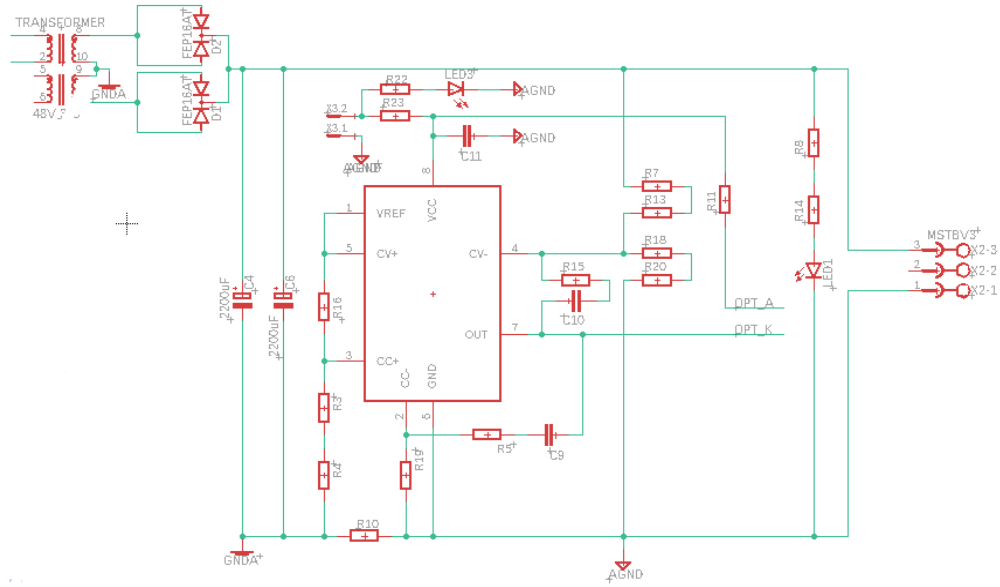 TRANSFORMER
4
8
2
10
5
9
6
GNDA
FEP16AT
D2
FEP16AT
D1
R22
LED3
AGND
X3.2
R23
X3.1
AGND
C11
AGND
8
1
VREF
VCC
5
CV+
CV-
4
3
CC+
OUT
7
CC-
GND
2
6
R7
R13
R18
R20
R15
C10
R11
OPT_A
OPT_K
R8
R14
LED1
MSTBV3
3
X2-3
2
X2-2
1
X2-1
2200uF
C4
2200uF
C6
R16
R3
R4
R19
R5
C9
R10
GNDA
AGND